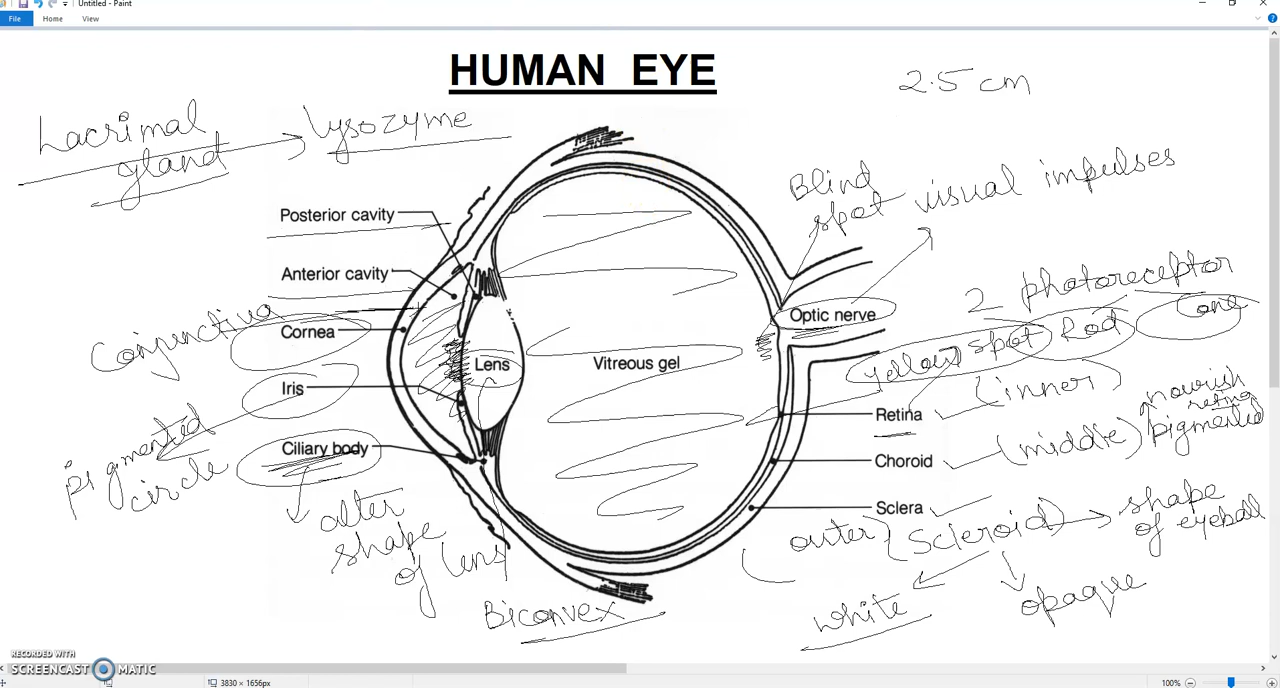 Untitled - Paint
File Home View
HUMAN EYE
2.5 cm
Lacrimal
gland
lysozyme
Blind
spot
visual impulses
Posterior cavity
Anterior cavity
Conjunctiva
Cornea
Iris
pigmented
circle
Ciliary body
alter
shape
of lens
Lens
Biconvex
Vitreous gel
Optic nerve
2 photoreceptor
Yellow spot
Rod
Cone
Retina
(inner)
Choroid
(middle)
nourish
retina
pigmented
Sclera
outer
(Scleroid)
shape
of eyeball
white
opaque
RECORDED WITH
SCREENCAST MATIC
3830 × 1656px
100%